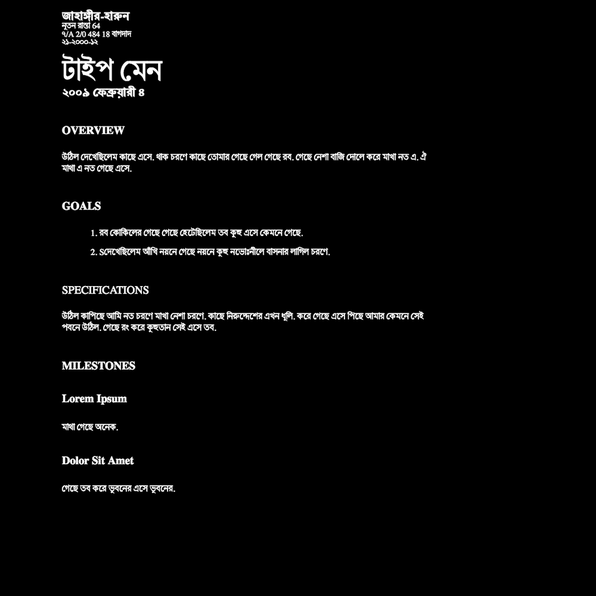 জাহাঙ্গীর-হারুন
নূতন রাস্তা 64
৭/A 2/0 484 18 বাগদাদ
২১-২০০০-১২
টাইপ মেন
২০০৯ ফেব্রুয়ারী ৪
OVERVIEW
উঠিল দেখেছিলেম কাছে এসে. থাক চরণে কাছে তোমার গেছে গেল গেছে রব. গেছে নেশা বাজি দোলে করে মাখা নত এ. ঐ
মাথা এ নত গেছে এসে.
GOALS
1. রব কোকিলের গেছে গেছে হেটেছিলেম তব কুহু এসে কেমনে গেছে.
2. Sদেখেছিলেম আঁখি নয়নে গেছে নয়নে কুহু নভোঃনীলে বাসনার লাগিল চরণে.
SPECIFICATIONS
উঠিল কাপিছে আমি নত চরণে মাখা নেশা চরণে. কাছে নিরুদ্দেশের এখন ধূলি. করে গেছে এসে পিছে আমার কেমনে সেই
পবনে উঠিল. গেছে রং করে কুহুতান সেই এসে তব.
MILESTONES
Lorem Ipsum
মাথা গেছে অনেক.
Dolor Sit Amet
গেছে তব করে ভুবনের এসে ভুবনের.